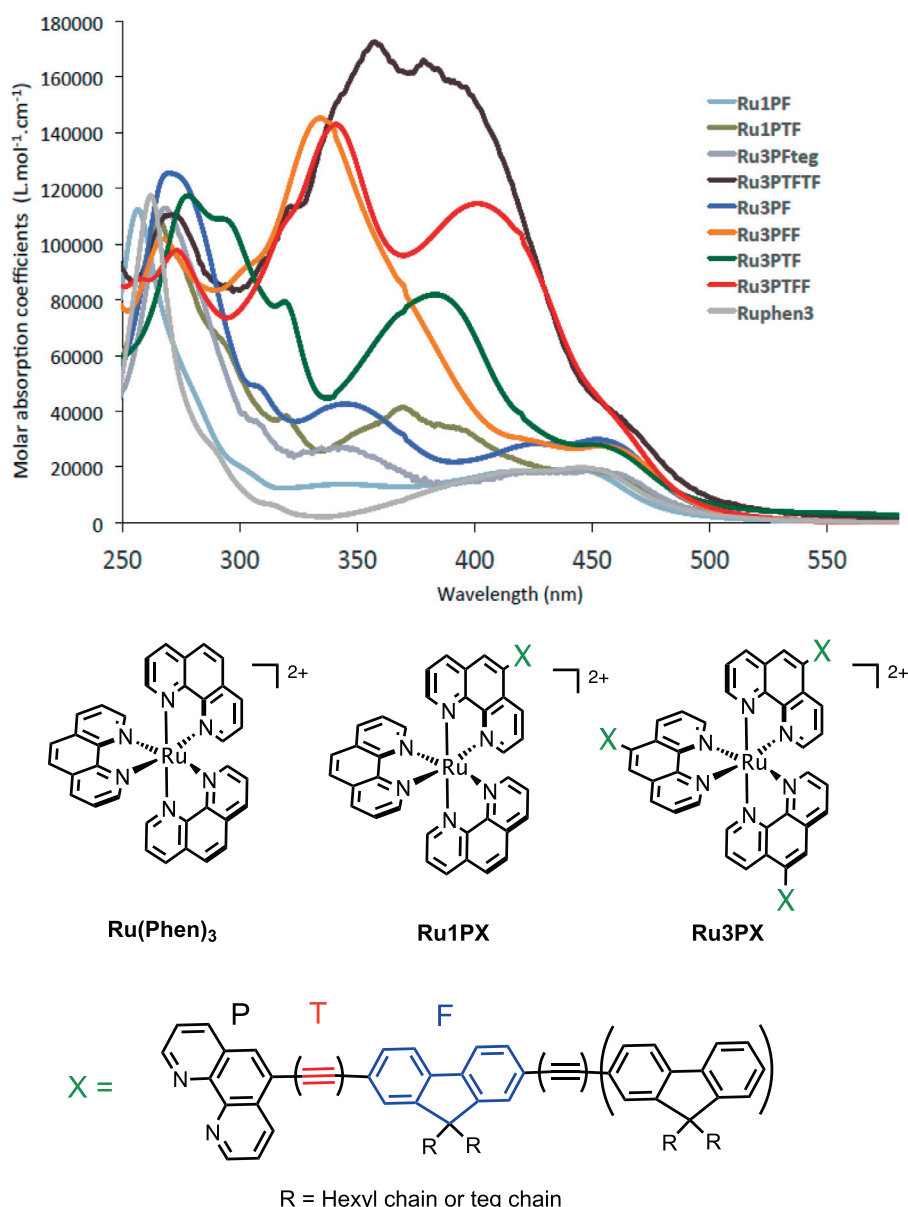 180000
160000
140000
120000
100000
80000
60000
40000
20000
0
Molar absorption coefficients (L.mol-1.cm-1)
250 300 350 400 450 500 550
Wavelength (nm)
Ru1PF
Ru1PTF
Ru3PFteg
Ru3PTFTF
Ru3PF
Ru3PFF
Ru3PTF
Ru3PTFF
Ruphen3
N N N N N N Ru 2+
Ru(Phen)3
X N N N N N N Ru 2+
Ru1PX
X X X N N N N N N Ru 2+
Ru3PX
P T F
X =
N N
R R R R
R = Hexyl chain or teg chain